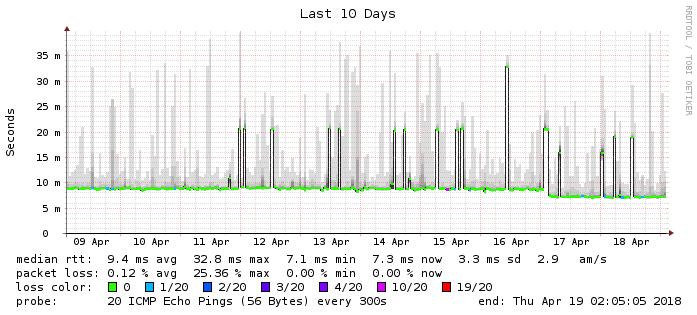 Last 10 Days
RRDTOOL / TOBI OETIKER
Seconds
35 m
30 m
25 m
20 m
15 m
10 m
5 m
0
09 Apr 10 Apr 11 Apr 12 Apr 13 Apr 14 Apr 15 Apr 16 Apr 17 Apr 18 Apr
median rtt: 9.4 ms avg 32.8 ms max 7.1 ms min 7.3 ms now 3.3 ms sd 2.9 am/s
packet loss: 0.12 % avg 25.36 % max 0.00 % min 0.00 % now
loss color: 0 1/20 2/20 3/20 4/20 10/20 19/20
probe: 20 ICMP Echo Pings (56 Bytes) every 300s end: Thu Apr 19 02:05:05 2018